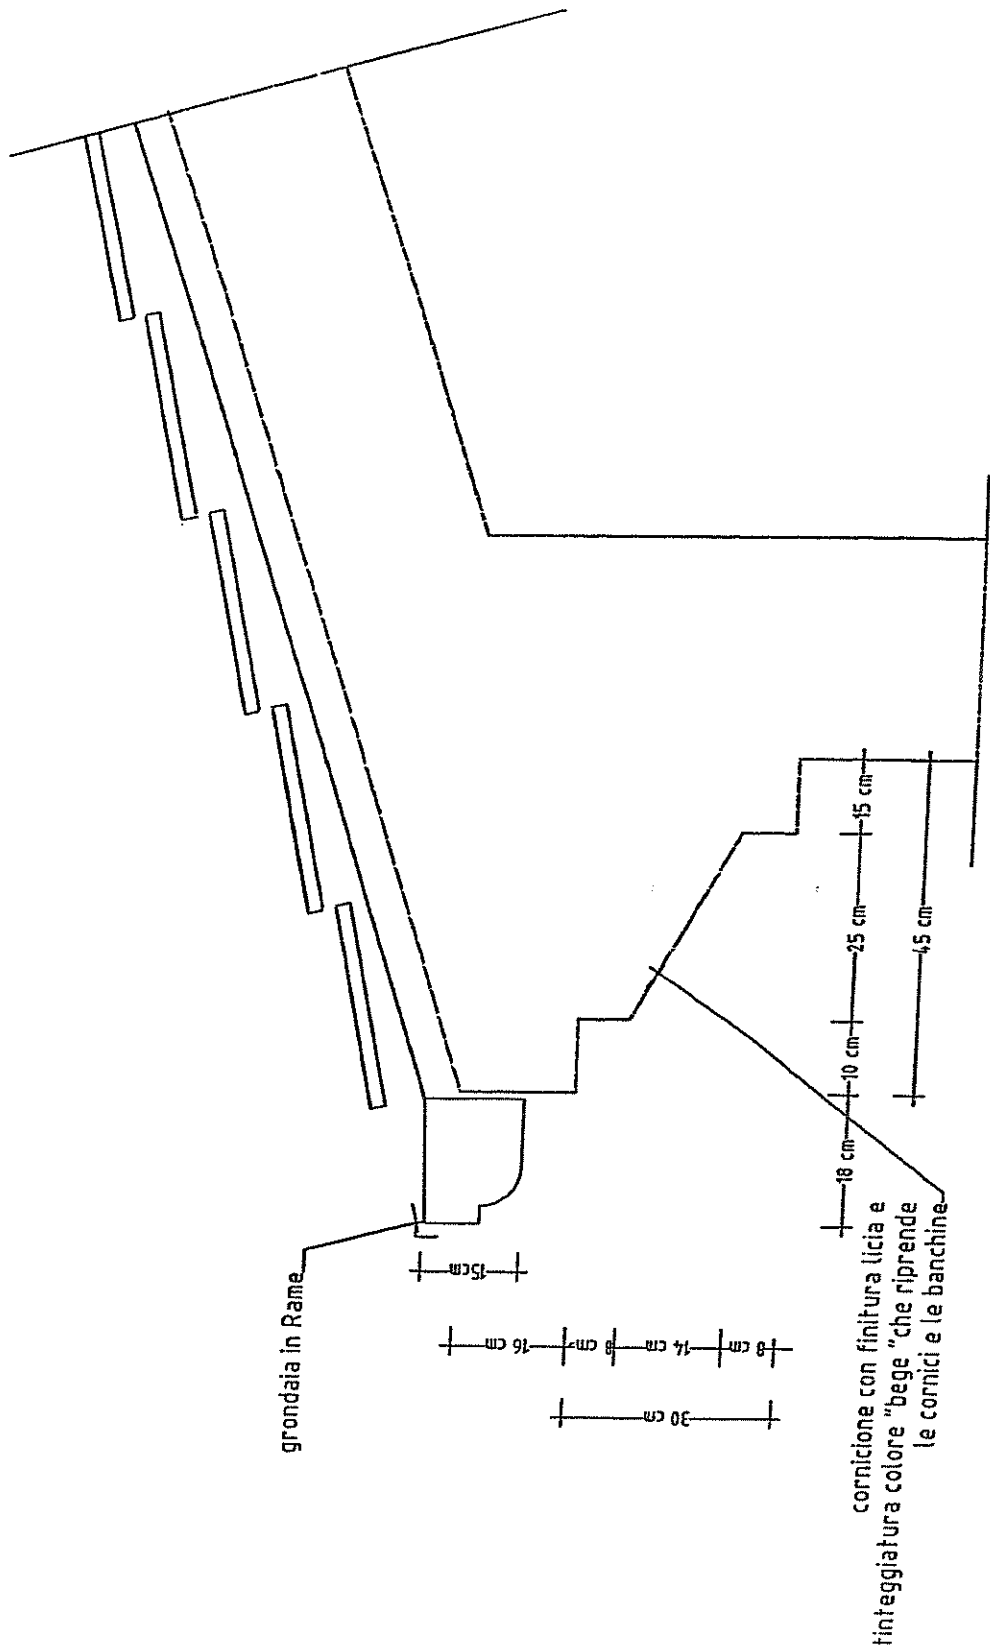 grondaia in Rame
15cm
16 cm
8 cm
14 cm
8 cm
30 cm
18 cm
10 cm
25 cm
15 cm
45 cm
cornicione con finitura licia e
tinteggiatura colore "bege "che riprende
le cornici e le banchine